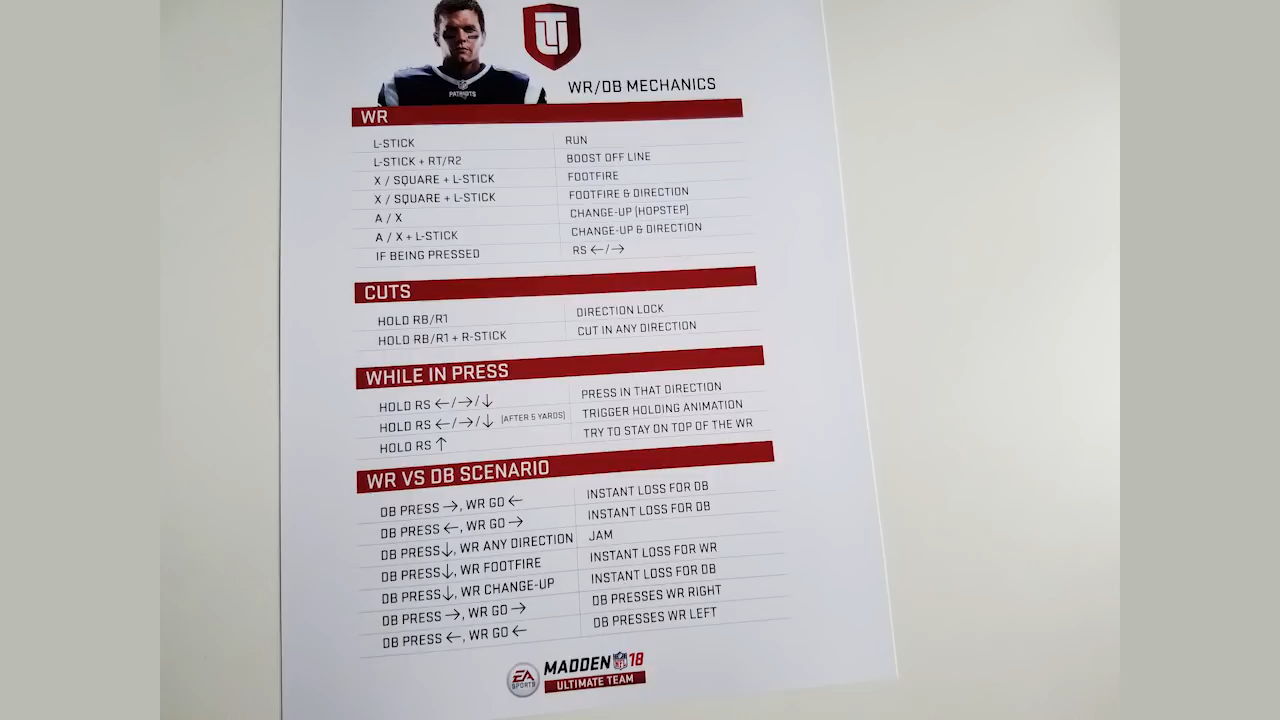 UT
PATRIOTS
WR/DB MECHANICS
WR
L-STICK RUN
L-STICK + RT/R2 BOOST OFF LINE
X / SQUARE + L-STICK FOOTFIRE
X / SQUARE + L-STICK FOOTFIRE & DIRECTION
A / X CHANGE-UP (HOPSTEP)
A / X + L-STICK CHANGE-UP & DIRECTION
IF BEING PRESSED RS ←/→
CUTS
HOLD RB/R1 DIRECTION LOCK
HOLD RB/R1 + R-STICK CUT IN ANY DIRECTION
WHILE IN PRESS
HOLD RS ←/→/↓ PRESS IN THAT DIRECTION
HOLD RS ←/→/↓ (AFTER 5 YARDS) TRIGGER HOLDING ANIMATION
HOLD RS ↑ TRY TO STAY ON TOP OF THE WR
WR VS DB SCENARIO
DB PRESS →, WR GO ← INSTANT LOSS FOR DB
DB PRESS ←, WR GO → INSTANT LOSS FOR DB
DB PRESS↓, WR ANY DIRECTION JAM
DB PRESS↓, WR FOOTFIRE INSTANT LOSS FOR WR
DB PRESS↓, WR CHANGE-UP INSTANT LOSS FOR DB
DB PRESS →, WR GO → DB PRESSES WR RIGHT
DB PRESS ←, WR GO ← DB PRESSES WR LEFT
EA SPORTS MADDEN NFL 18
ULTIMATE TEAM